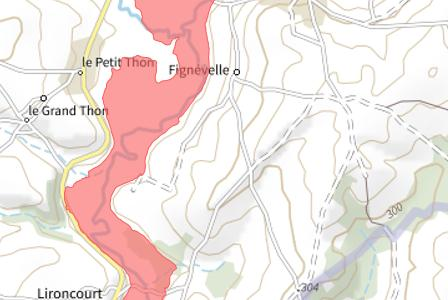 le Petit Thon
Fignévelle
le Grand Thon
300
304
Lironcourt